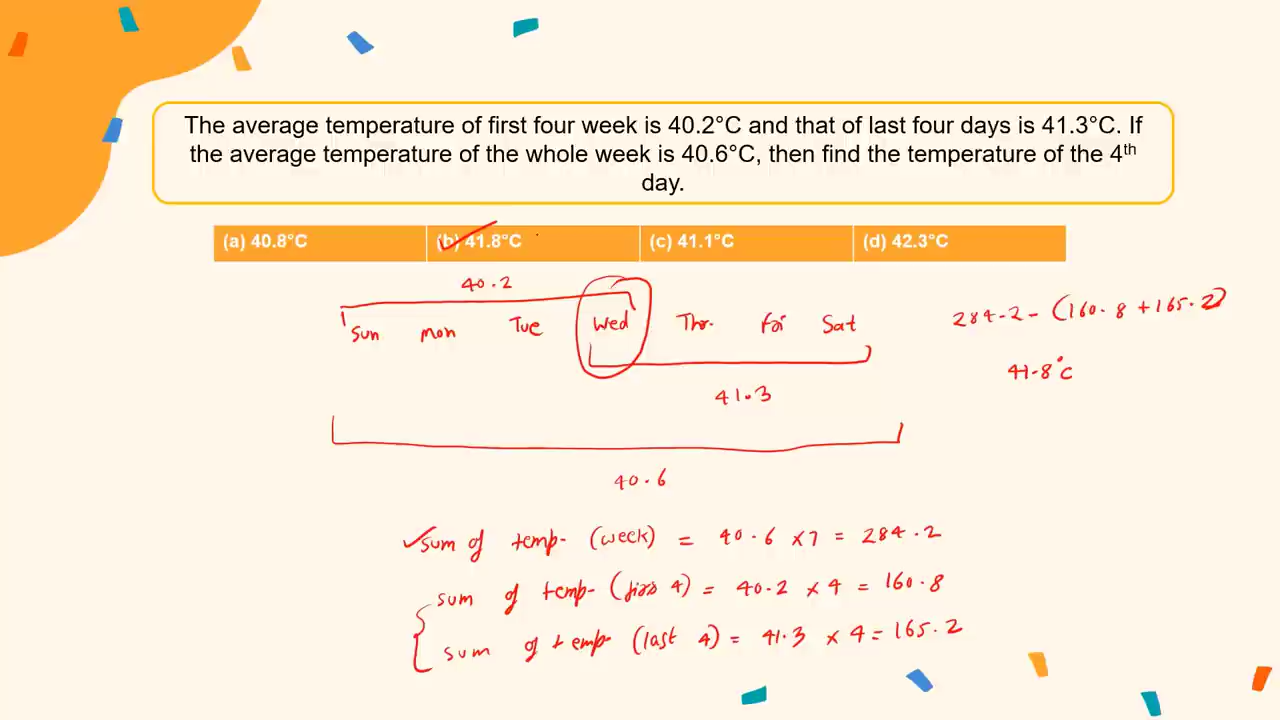 The average temperature of first four week is 40.2°C and that of last four days is 41.3°C. If
the average temperature of the whole week is 40.6°C, then find the temperature of the 4th
day.
(a) 40.8°C (b) 41.8°C (c) 41.1°C (d) 42.3°C
40.2
Sun mon Tue Wed Thr. Fri Sat
284.2 - (160.8 + 165.2)
41.8°C
41.3
40.6
sum of temp. (week) = 40.6 × 7 = 284.2
sum of temp. (firs 4) = 40.2 × 4 = 160.8
sum of temp. (last 4) = 41.3 × 4 = 165.2